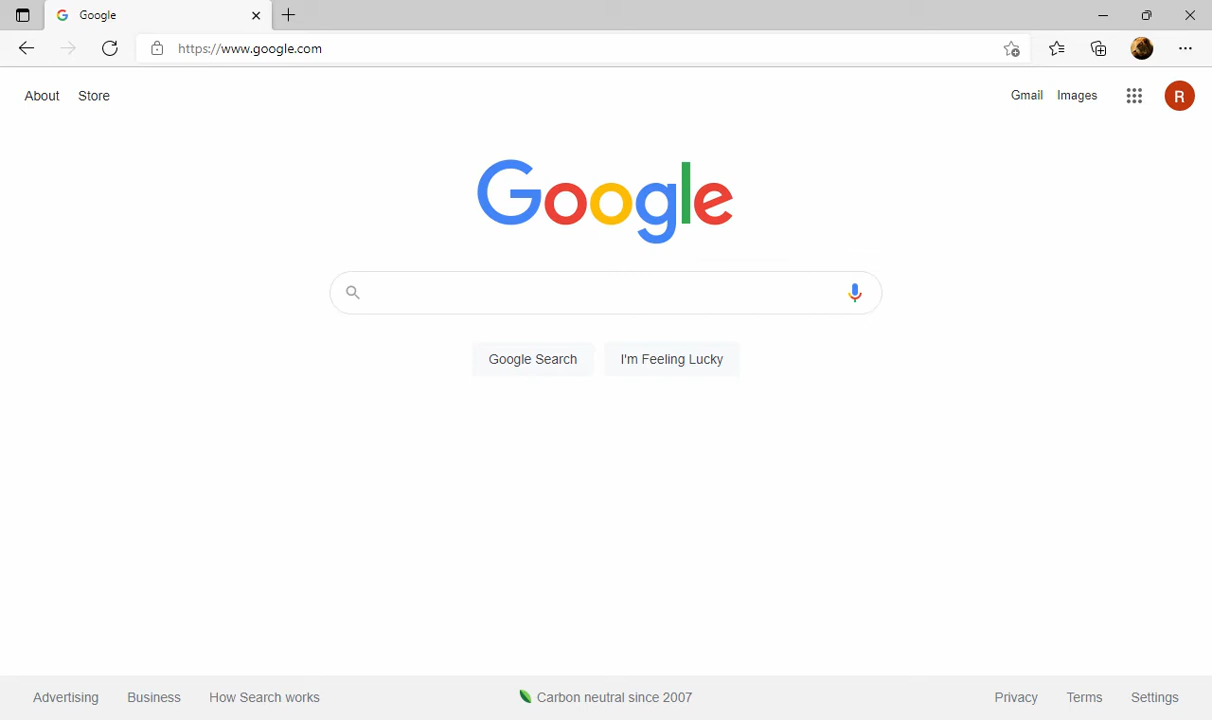 Google
https://www.google.com
About Store
Gmail Images
R
Google
Google Search I'm Feeling Lucky
Advertising Business How Search works
Carbon neutral since 2007
Privacy Terms Settings